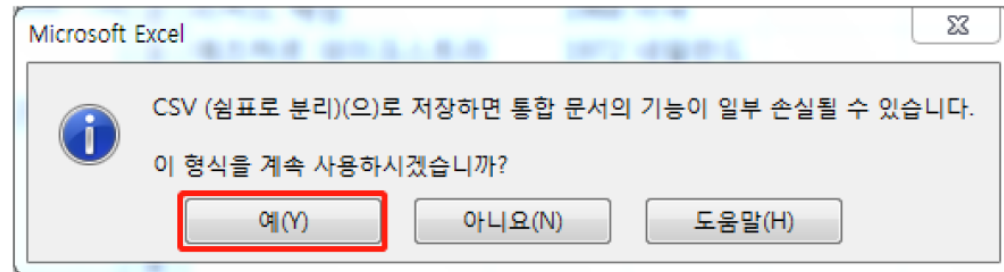 Microsoft Excel
CSV (쉼표로 분리)(으)로 저장하면 통합 문서의 기능이 일부 손실될 수 있습니다.
이 형식을 계속 사용하시겠습니까?
예(Y) 아니요(N) 도움말(H)